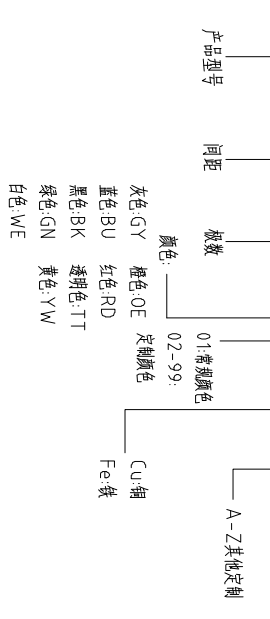 产品型号
间距
极数
颜色:
灰色:GY 橙色:OE
蓝色:BU 红色:RD
黑色:BK 透明色:TT
绿色:GN 黄色:YW
白色:WE
01:常规颜色
02-99:
定制颜色
Cu:铜
Fe:铁
A-Z其他定制